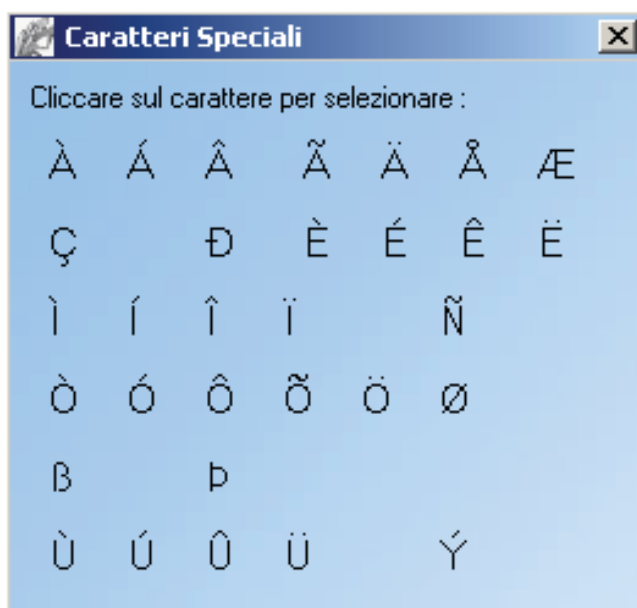 Caratteri Speciali
Cliccare sul carattere per selezionare :
À Á Â Ã Ä Å Æ
Ç Ð È É Ê Ë
Ì Í Î Ï Ñ
Ò Ó Ô Õ Ö Ø
ß Þ
Ù Ú Û Ü Ý